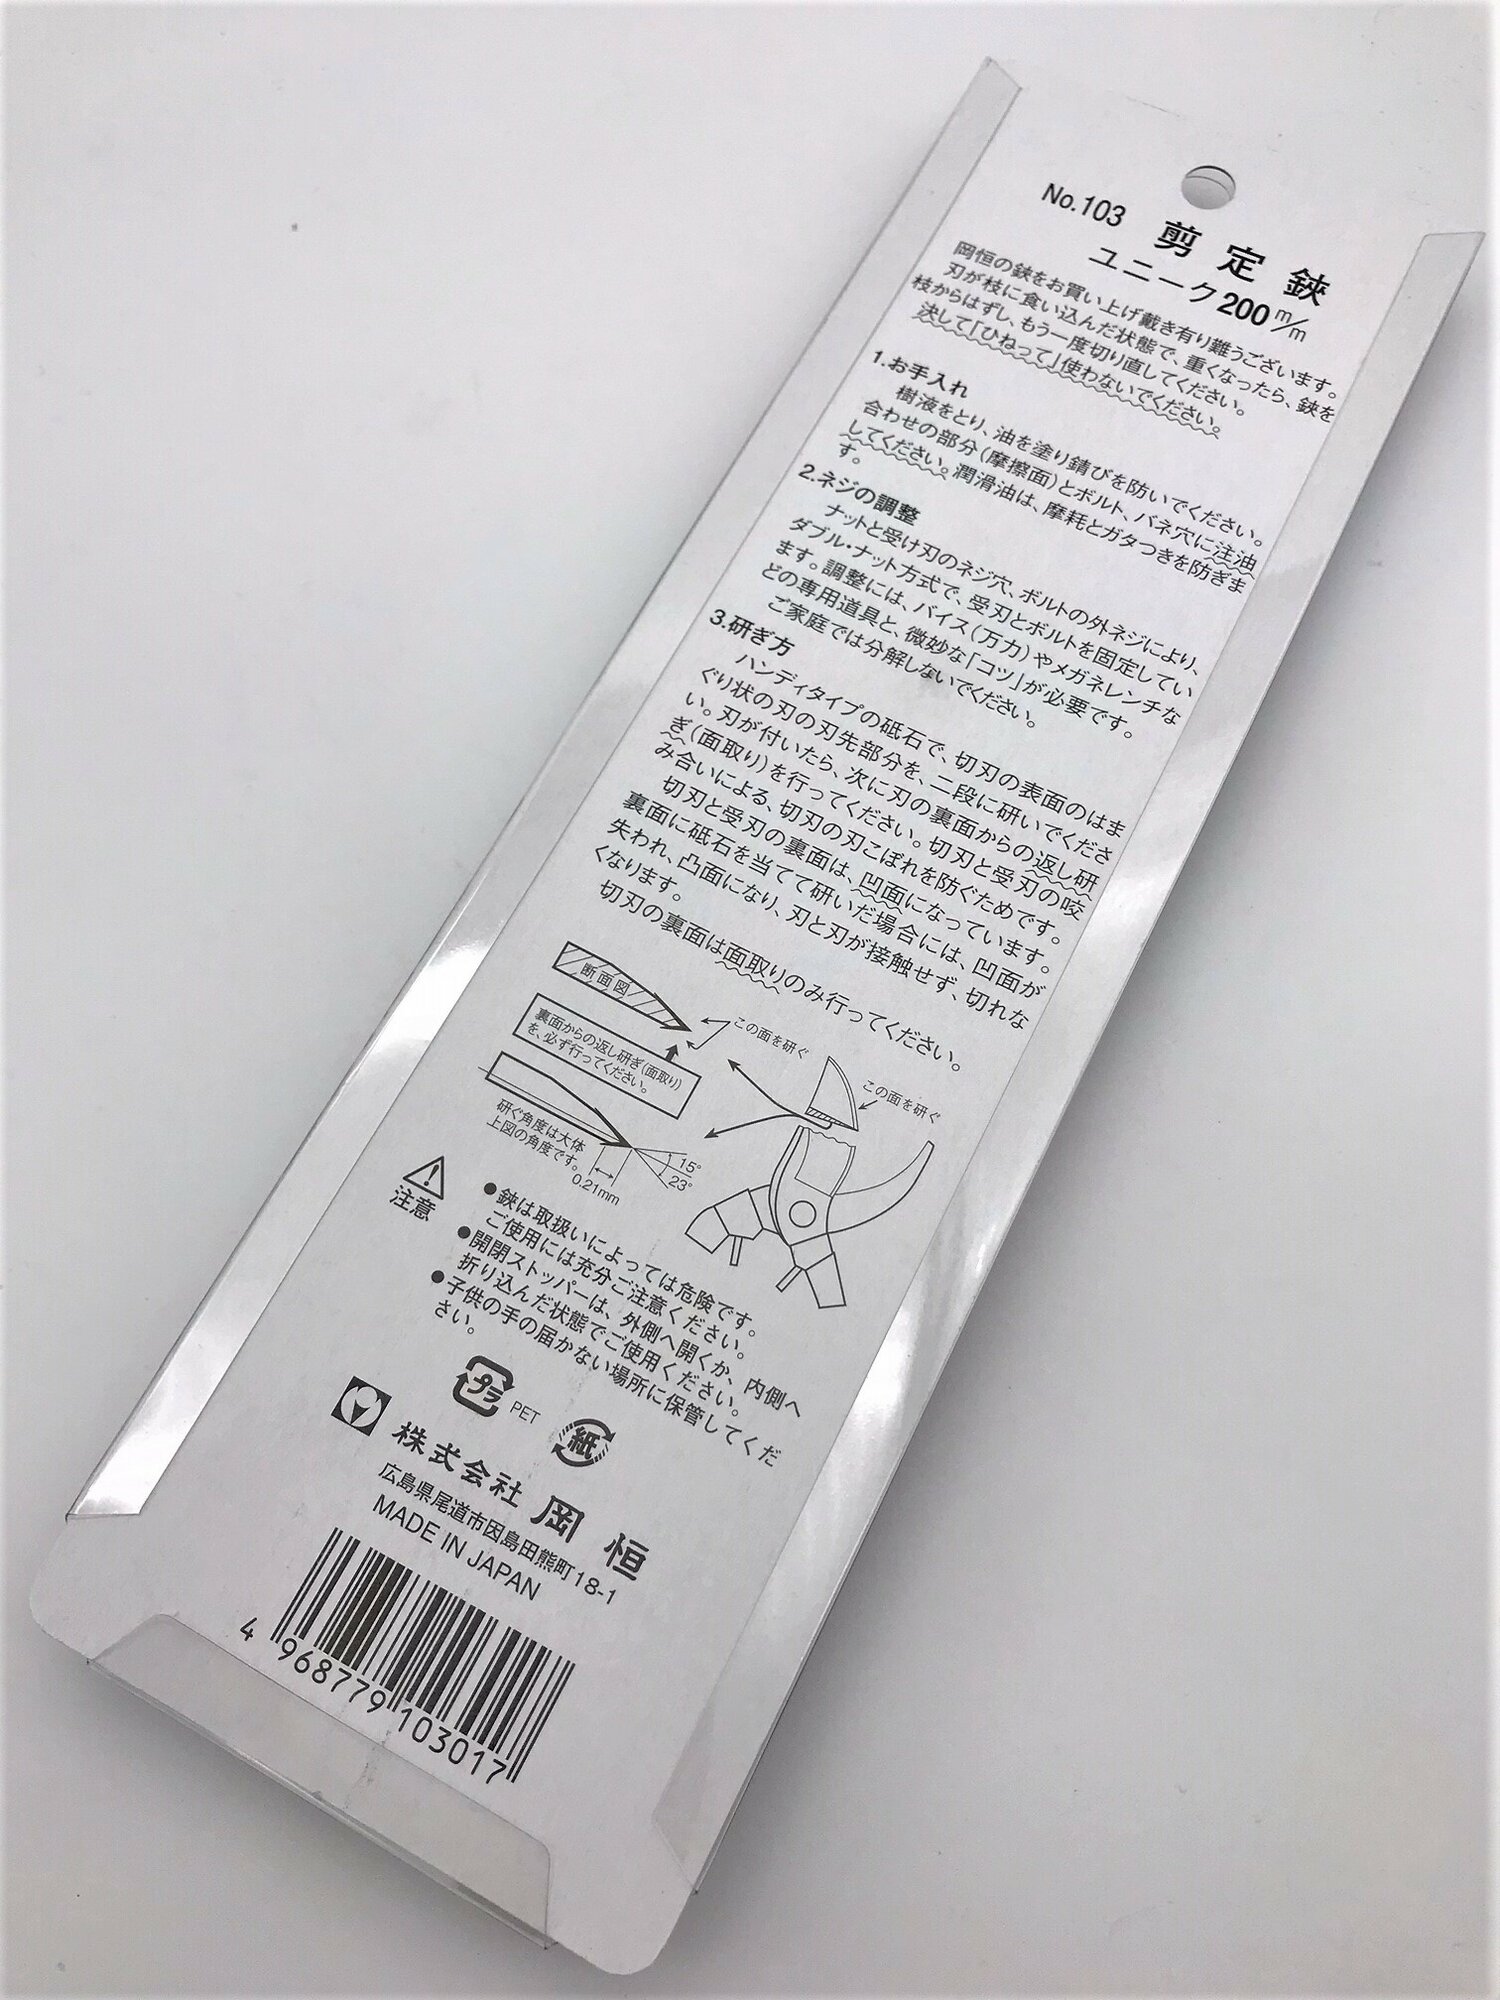 No.103 剪定鋏
ユニーク200m/m
岡恒の鋏をお買い上げ戴き有り難うございます。
刃が枝に食い込んだ状態で、重くなったら、鋏を
枝からはずし、もう一度切り直してください。
決して「ひねって」使わないでください。
1.お手入れ
樹液をとり、油を塗り錆びを防いでください。
合わせの部分(摩擦面)とボルト、バネ穴に注油
してください。潤滑油は、摩耗とガタつきを防ぎま
す。
2.ネジの調整
ナットと受け刃のネジ穴、ボルトの外ネジにより、
ダブル・ナット方式で、受刃とボルトを固定してい
ます。調整には、バイス(万力)やメガネレンチな
どの専用道具と、微妙な「コツ」が必要です。
ご家庭では分解しないでください。
3.研ぎ方
ハンディタイプの砥石で、切刃の表面のはま
ぐり状の刃の刃先部分を、二段に研いでくださ
い。刃が付いたら、次に刃の裏面からの返し研
ぎ(面取り)を行ってください。切刃と受刃の咬
み合いによる、切刃の刃こぼれを防ぐためです。
切刃と受刃の裏面は、凹面になっています。
裏面に砥石を当てて研いだ場合には、凹面が
失われ、凸面になり、刃と刃が接触せず、切れな
くなります。
切刃の裏面は面取りのみ行ってください。
断面図
この面を研ぐ
裏面からの返し研ぎ(面取り)
を、必ず行ってください。
この面を研ぐ
研ぐ角度は大体
上図の角度です。
0.21mm
15°
23°
注意
●鋏は取扱いによっては危険です。
ご使用には充分ご注意ください。
●開閉ストッパーは、外側へ開くか、内側へ
折り込んだ状態でご使用ください。
●子供の手の届かない場所に保管してくだ
さい。
プラ PET 紙
株式会社 岡恒
広島県尾道市因島田熊町18-1
MADE IN JAPAN
4 968779 103017